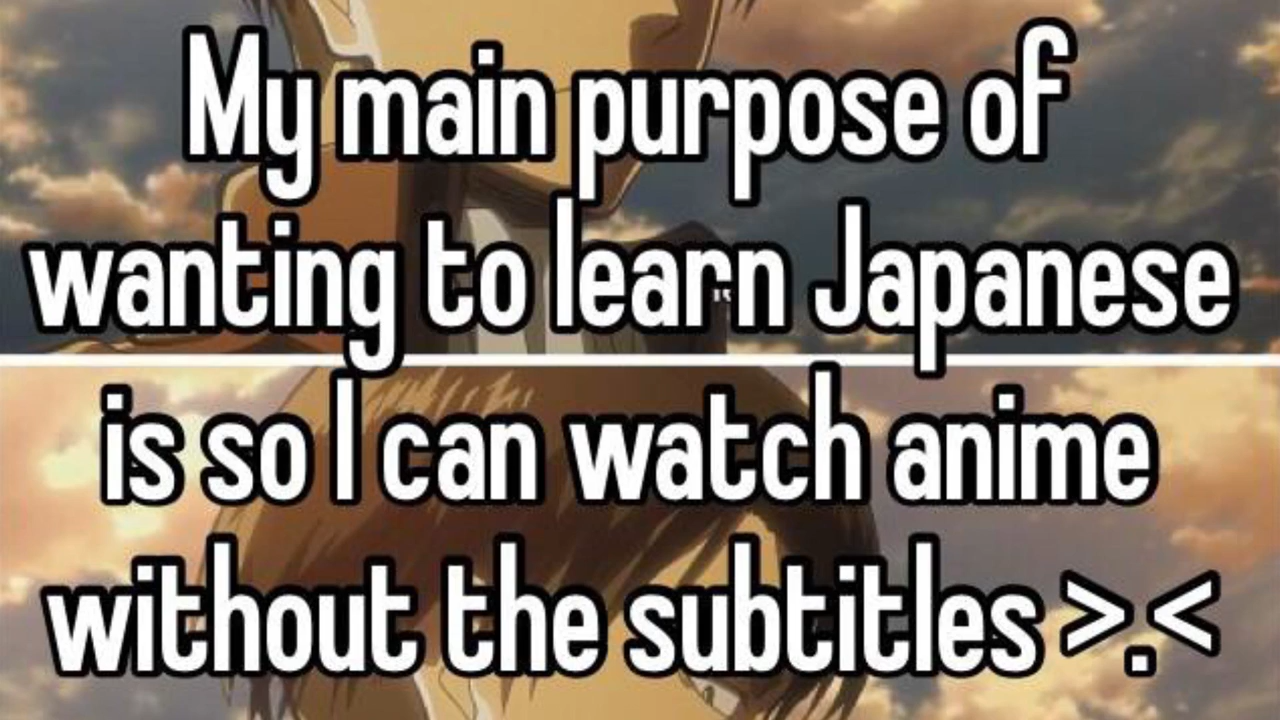 My main purpose of
wanting to learn Japanese
is so I can watch anime
without the subtitles >.<